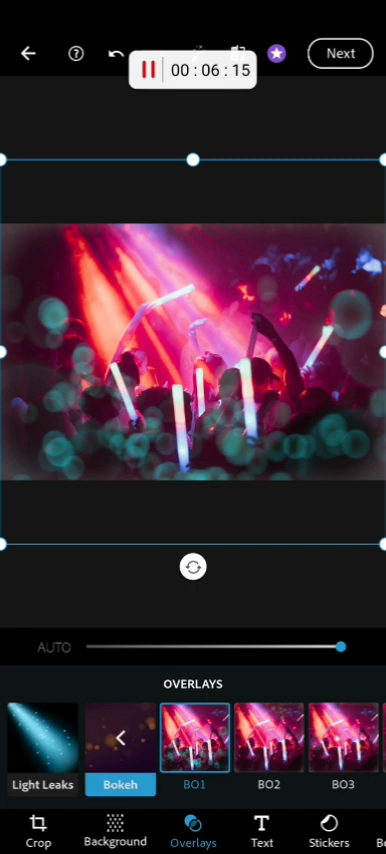 Next
00 : 06 : 15
AUTO
OVERLAYS
Light Leaks
Bokeh
BO1
BO2
BO3
Crop
Background
Overlays
Text
Stickers